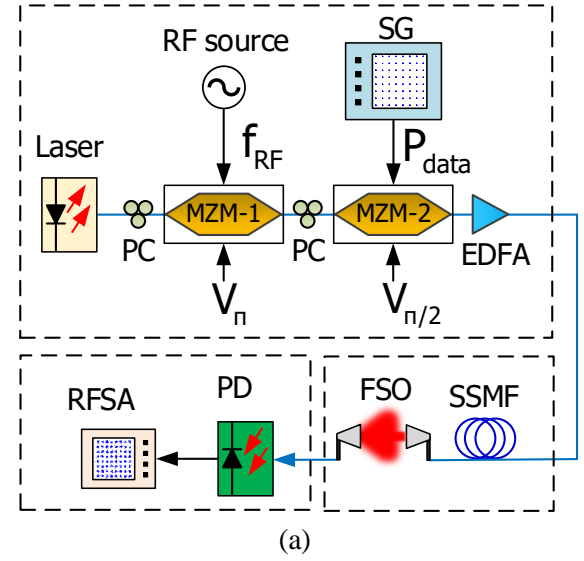 SG
RF source
f_RF
P_data
Laser
MZM-1
MZM-2
PC
PC
EDFA
V_π
V_π/2
PD
FSO
SSMF
RFSA
(a)